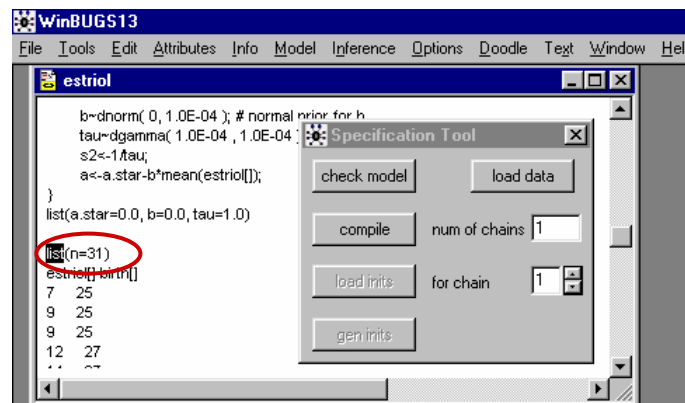 WinBUGS13
File Tools Edit Attributes Info Model Inference Options Doodle Text Window Hel
estriol
b~dnorm( 0, 1.0E-04 ); # normal prior for b
tau~dgamma( 1.0E-04 , 1.0E-04 )
s2<-1/tau;
a<-a.star-b*mean(estriol[]);
}
list(a.star=0.0, b=0.0, tau=1.0)
list(n=31)
estriol[] birth[]
7 25
9 25
9 25
12 27
Specification Tool
check model load data
compile num of chains 1
load inits for chain 1
gen inits